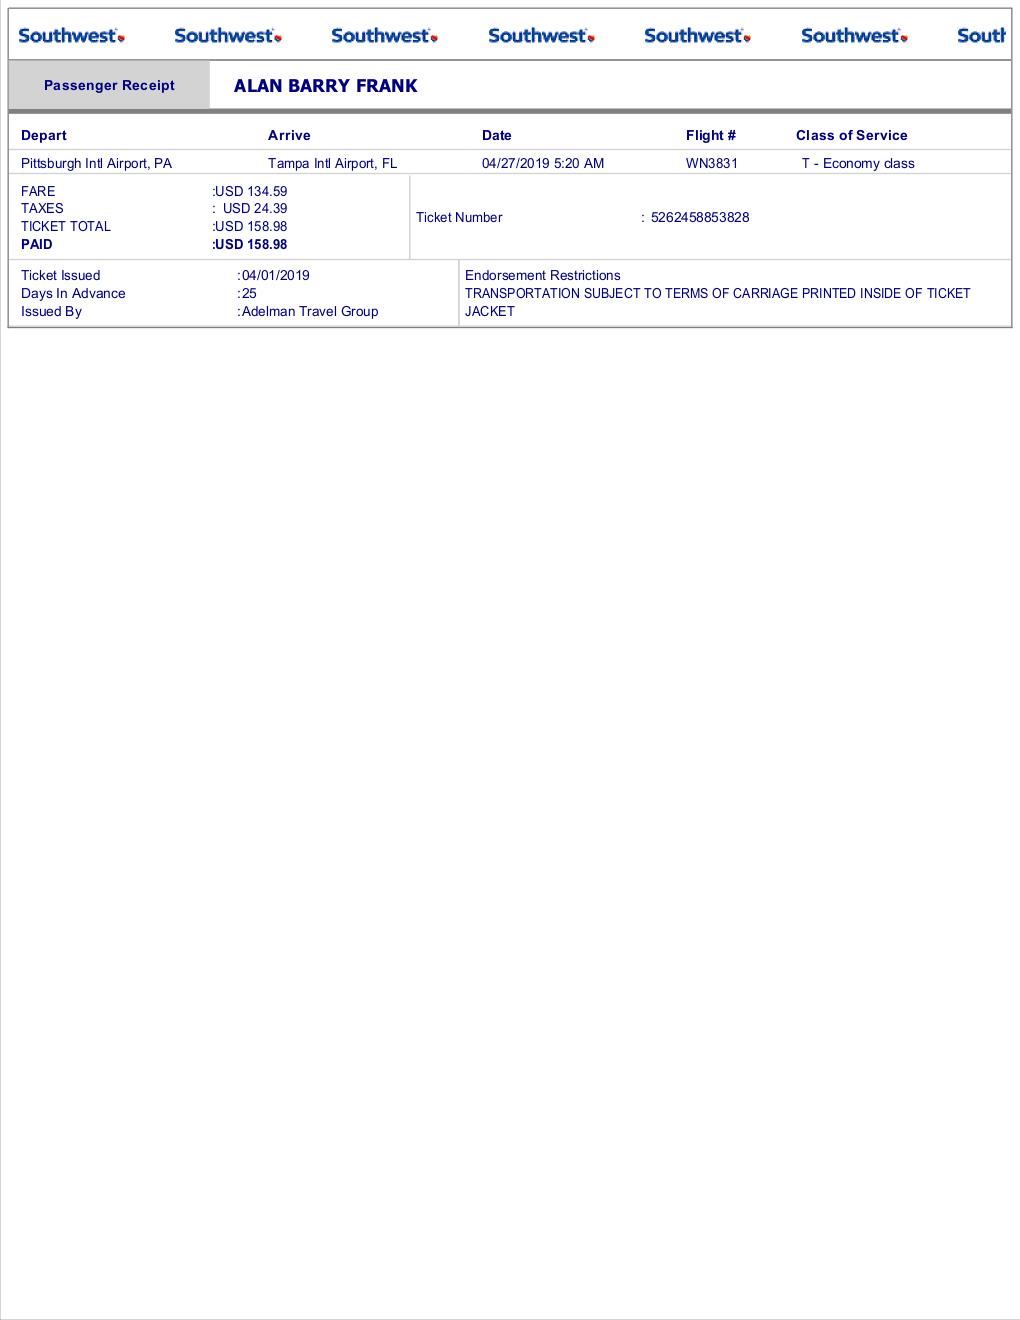 Southwest Southwest Southwest Southwest Southwest Southwest South
Passenger Receipt ALAN BARRY FRANK
Depart Arrive Date Flight # Class of Service
Pittsburgh Intl Airport, PA Tampa Intl Airport, FL 04/27/2019 5:20 AM WN3831 T - Economy class
FARE :USD 134.59
TAXES : USD 24.39
TICKET TOTAL :USD 158.98
PAID :USD 158.98
Ticket Number : 5262458853828
Ticket Issued :04/01/2019
Days In Advance :25
Issued By :Adelman Travel Group
Endorsement Restrictions
TRANSPORTATION SUBJECT TO TERMS OF CARRIAGE PRINTED INSIDE OF TICKET
JACKET